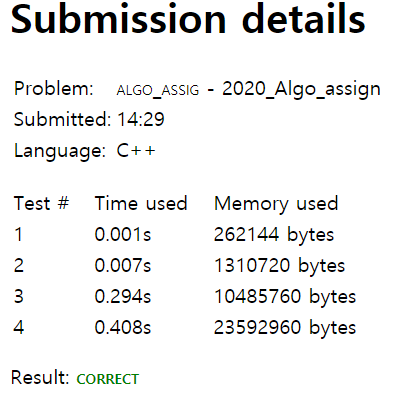 Submission details
Problem: ALGO_ASSIG - 2020_Algo_assign
Submitted: 14:29
Language: C++
Test # Time used Memory used
1 0.001s 262144 bytes
2 0.007s 1310720 bytes
3 0.294s 10485760 bytes
4 0.408s 23592960 bytes
Result: CORRECT